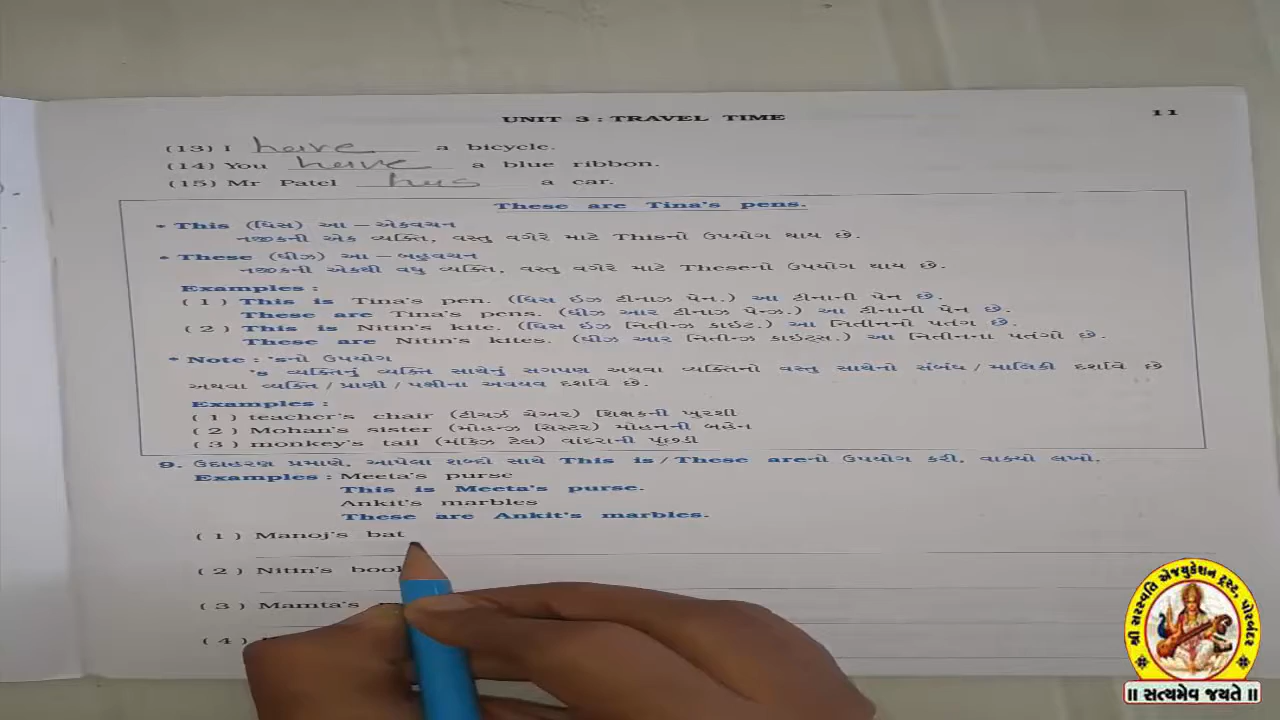 UNIT 3 : TRAVEL TIME 11
(13) I have a bicycle.
(14) You have a blue ribbon.
(15) Mr Patel has a car.
These are Tina's pens.
• This (ધિસ) આ – એકવચન
નજીકની એક વ્યક્તિ, વસ્તુ વગેરે માટે Thisનો ઉપયોગ થાય છે.
• These (ધીઝ) આ – બહુવચન
નજીકની એકથી વધુ વ્યક્તિ, વસ્તુ વગેરે માટે Theseનો ઉપયોગ થાય છે.
Examples :
( 1 ) This is Tina's pen. (ધિસ ઇઝ ટીનાઝ પેન.) આ ટીનાની પેન છે.
These are Tina's pens. (ધીઝ આર ટીનાઝ પેન્ઝ.) આ ટીનાની પેન છે.
( 2 ) This is Nitin's kite. (ધિસ ઇઝ નિતીન્ઝ કાઇટ.) આ નિતીનની પતંગ છે.
These are Nitin's kites. (ધીઝ આર નિતીન્ઝ કાઇટ્સ.) આ નિતીનના પતંગો છે.
• Note : 'sનો ઉપયોગ
's વ્યક્તિનું વ્યક્તિ સાથેનું સગપણ અથવા વ્યક્તિનો વસ્તુ સાથેનો સંબંધ / માલિકી દર્શાવે છે
અથવા વ્યક્તિ / પ્રાણી / પક્ષીના અવયવ દર્શાવે છે.
Examples :
( 1 ) teacher's chair (ટીચર્ઝ ચેઅર) શિક્ષકની ખુરશી
( 2 ) Mohan's sister (મોહન્ઝ સિસ્ટર) મોહનની બહેન
( 3 ) monkey's tail (મંકિઝ ટેલ) વાંદરાની પૂંછડી
9. ઉદાહરણ પ્રમાણે, આપેલા શબ્દો સાથે This is / These areનો ઉપયોગ કરી, વાક્યો લખો.
Examples : Meeta's purse
This is Meeta's purse.
Ankit's marbles
These are Ankit's marbles.
( 1 ) Manoj's bat
( 2 ) Nitin's
( 3 ) Mamta's
( 4 )
શ્રી સરસ્વતિ એજ્યુકેશન ટ્રસ્ટ, પોરબંદર
॥ સત્યમેવ જયતે ॥